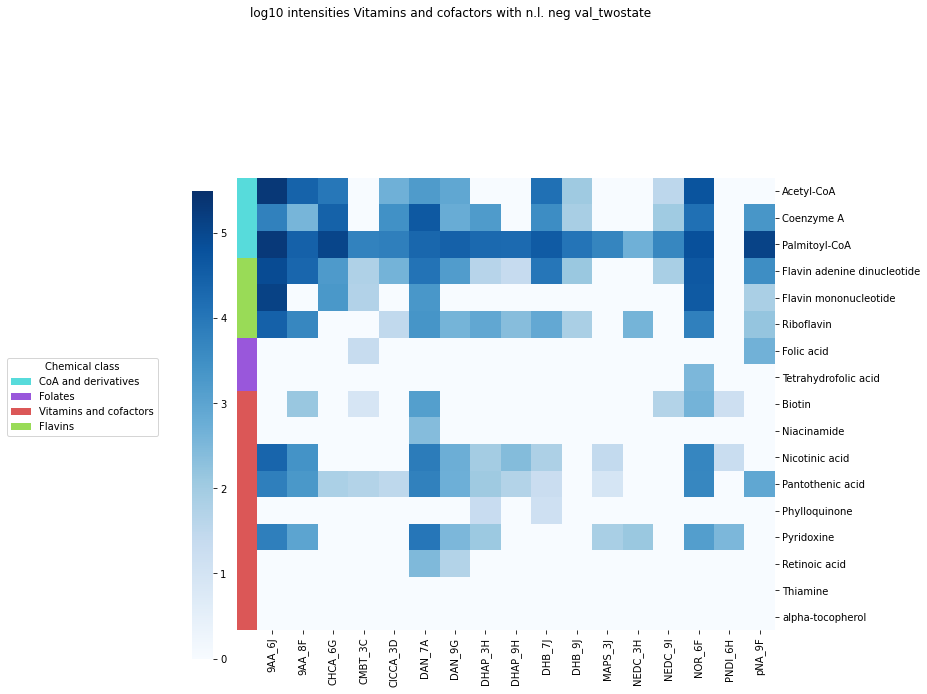 log10 intensities Vitamins and cofactors with n.l. neg val_twostate
Chemical class
CoA and derivatives
Folates
Vitamins and cofactors
Flavins
5
4
3
2
1
0
Acetyl-CoA
Coenzyme A
Palmitoyl-CoA
Flavin adenine dinucleotide
Flavin mononucleotide
Riboflavin
Folic acid
Tetrahydrofolic acid
Biotin
Niacinamide
Nicotinic acid
Pantothenic acid
Phylloquinone
Pyridoxine
Retinoic acid
Thiamine
alpha-tocopherol
9AA_6J
9AA_8F
CHCA_6G
CMBT_3C
ClCCA_3D
DAN_7A
DAN_9G
DHAP_3H
DHAP_9H
DHB_7J
DHB_9J
MAPS_3J
NEDC_3H
NEDC_9I
NOR_6F
PNDI_6H
pNA_9F